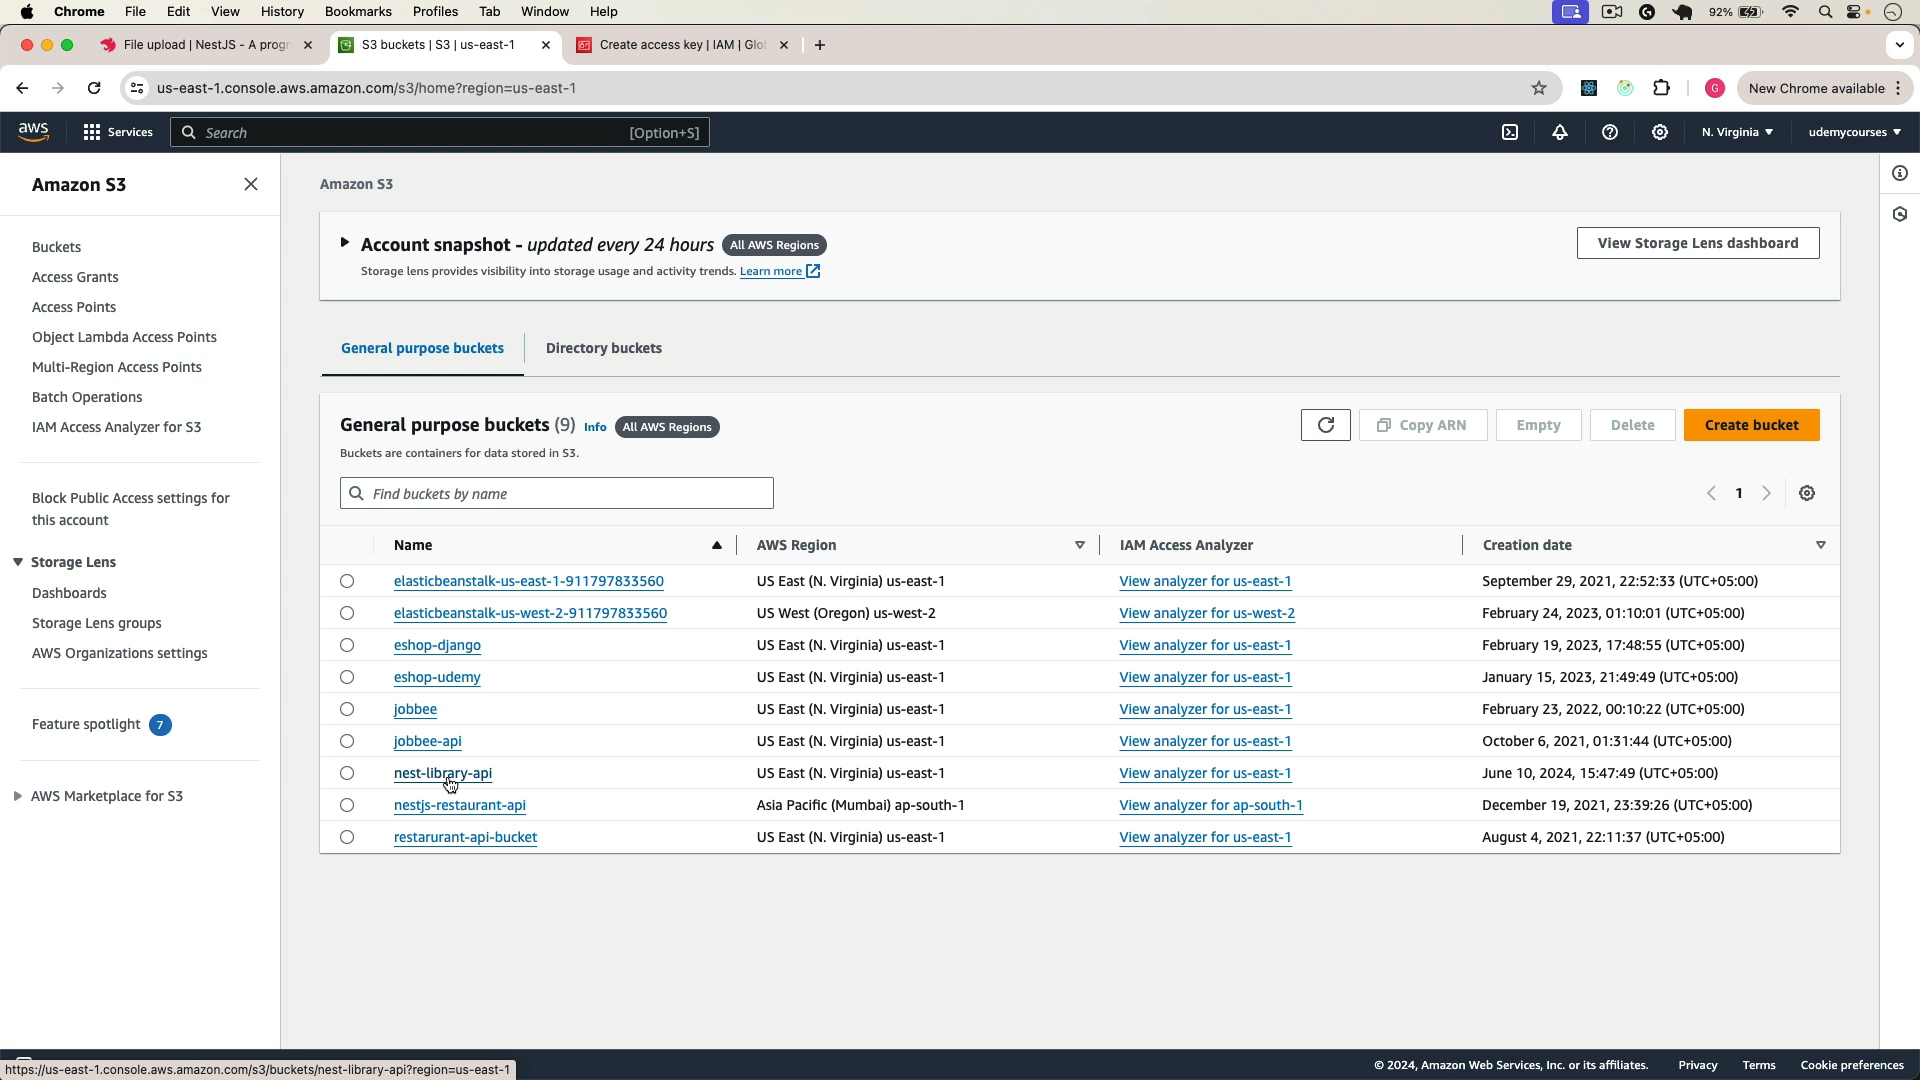 Chrome File Edit View History Bookmarks Profiles Tab Window Help 92%
File upload | NestJS - A progr
S3 buckets | S3 | us-east-1
Create access key | IAM | Glo
us-east-1.console.aws.amazon.com/s3/home?region=us-east-1
G
New Chrome available
aws
Services
Search
[Option+S]
N. Virginia
udemycourses
Amazon S3
Buckets
Access Grants
Access Points
Object Lambda Access Points
Multi-Region Access Points
Batch Operations
IAM Access Analyzer for S3
Block Public Access settings for
this account
Storage Lens
Dashboards
Storage Lens groups
AWS Organizations settings
Feature spotlight 7
AWS Marketplace for S3
Amazon S3
Account snapshot - updated every 24 hours All AWS Regions
Storage lens provides visibility into storage usage and activity trends. Learn more
View Storage Lens dashboard
General purpose buckets
Directory buckets
General purpose buckets (9) Info All AWS Regions
Buckets are containers for data stored in S3.
Copy ARN
Empty
Delete
Create bucket
Find buckets by name
1
Name AWS Region IAM Access Analyzer Creation date
elasticbeanstalk-us-east-1-911797833560 US East (N. Virginia) us-east-1 View analyzer for us-east-1 September 29, 2021, 22:52:33 (UTC+05:00)
elasticbeanstalk-us-west-2-911797833560 US West (Oregon) us-west-2 View analyzer for us-west-2 February 24, 2023, 01:10:01 (UTC+05:00)
eshop-django US East (N. Virginia) us-east-1 View analyzer for us-east-1 February 19, 2023, 17:48:55 (UTC+05:00)
eshop-udemy US East (N. Virginia) us-east-1 View analyzer for us-east-1 January 15, 2023, 21:49:49 (UTC+05:00)
jobbee US East (N. Virginia) us-east-1 View analyzer for us-east-1 February 23, 2022, 00:10:22 (UTC+05:00)
jobbee-api US East (N. Virginia) us-east-1 View analyzer for us-east-1 October 6, 2021, 01:31:44 (UTC+05:00)
nest-library-api US East (N. Virginia) us-east-1 View analyzer for us-east-1 June 10, 2024, 15:47:49 (UTC+05:00)
nestjs-restaurant-api Asia Pacific (Mumbai) ap-south-1 View analyzer for ap-south-1 December 19, 2021, 23:39:26 (UTC+05:00)
restarurant-api-bucket US East (N. Virginia) us-east-1 View analyzer for us-east-1 August 4, 2021, 22:11:37 (UTC+05:00)
https://us-east-1.console.aws.amazon.com/s3/buckets/nest-library-api?region=us-east-1
© 2024, Amazon Web Services, Inc. or its affiliates. Privacy Terms Cookie preferences